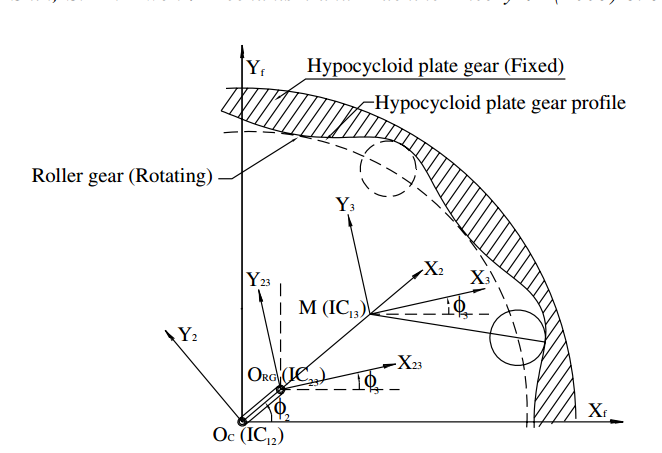 Yf
Hypocycloid plate gear (Fixed)
Hypocycloid plate gear profile
Roller gear (Rotating)
Y3
X2
X3
Y23
M (IC13)
ϕ3
Y2
X23
ORG (IC23)
ϕ3
ϕ2
Xf
OC (IC12)